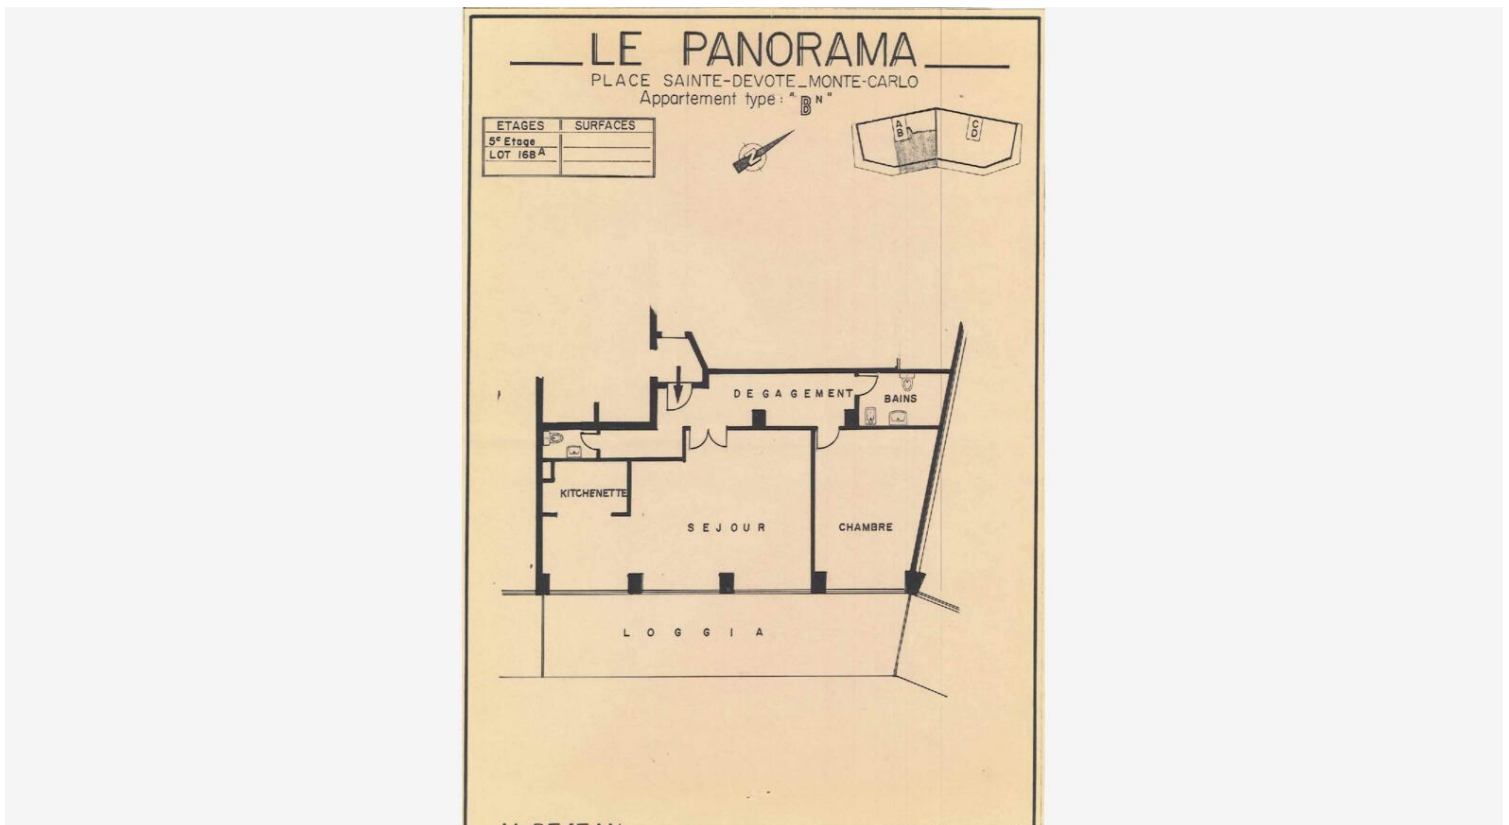 LE PANORAMA
PLACE SAINTE-DEVOTE_MONTE-CARLO
Appartement type : "BN"
ETAGES SURFACES
5e Etage
LOT 168A
A
B
C
D
N
DEGAGEMENT
BAINS
KITCHENETTE
SEJOUR
CHAMBRE
LOGGIA